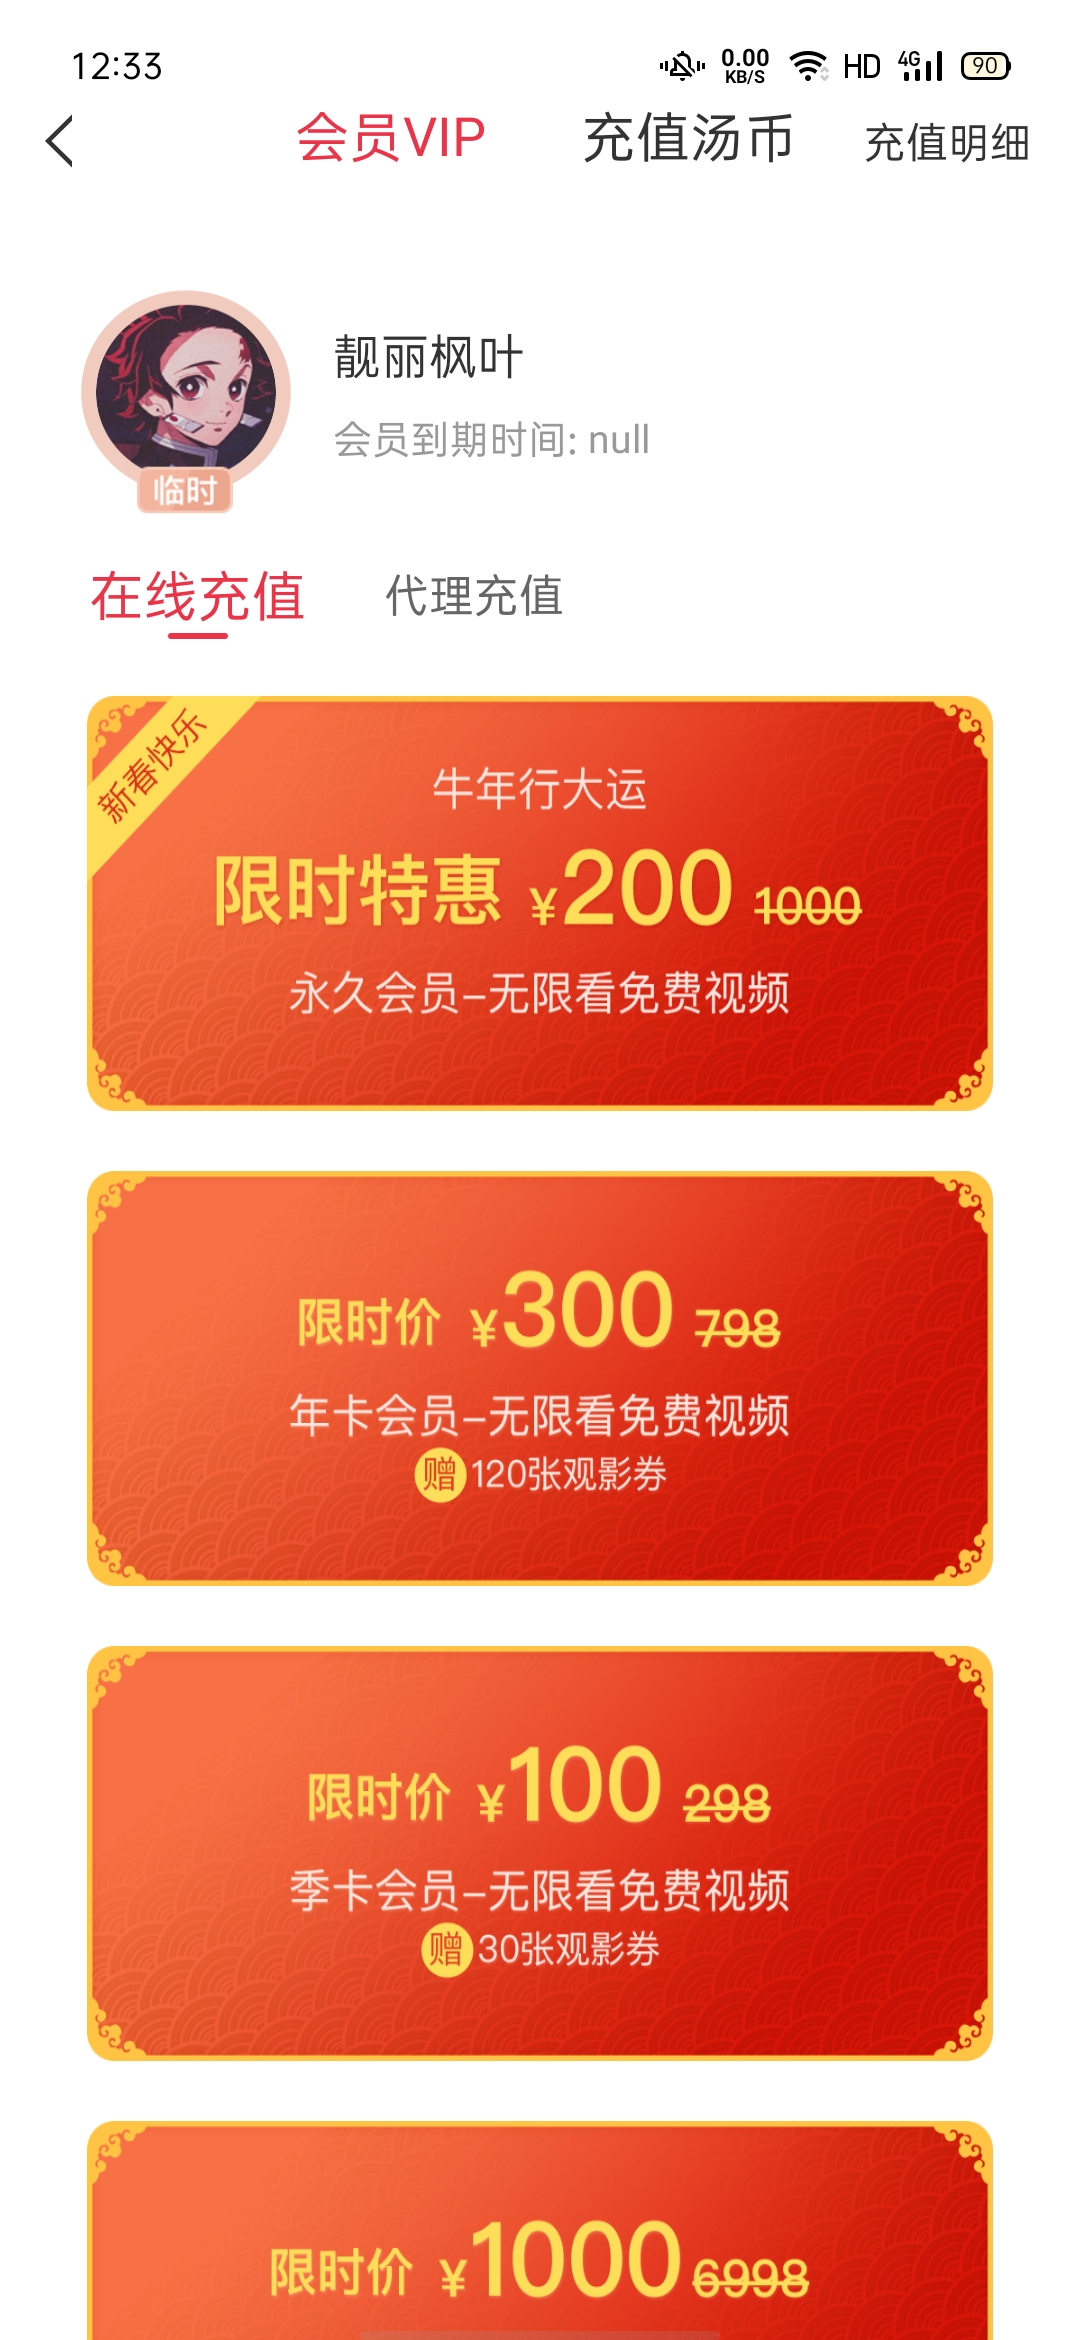 12:33
0.00 KB/S HD 4G 90
会员VIP 充值汤币 充值明细
靓丽枫叶
会员到期时间: null
临时
在线充值 代理充值
新春快乐
牛年行大运
限时特惠 ¥200 1000
永久会员–无限看免费视频
限时价 ¥300 798
年卡会员–无限看免费视频
赠 120张观影券
限时价 ¥100 298
季卡会员–无限看免费视频
赠 30张观影券
限时价 ¥1000 6998